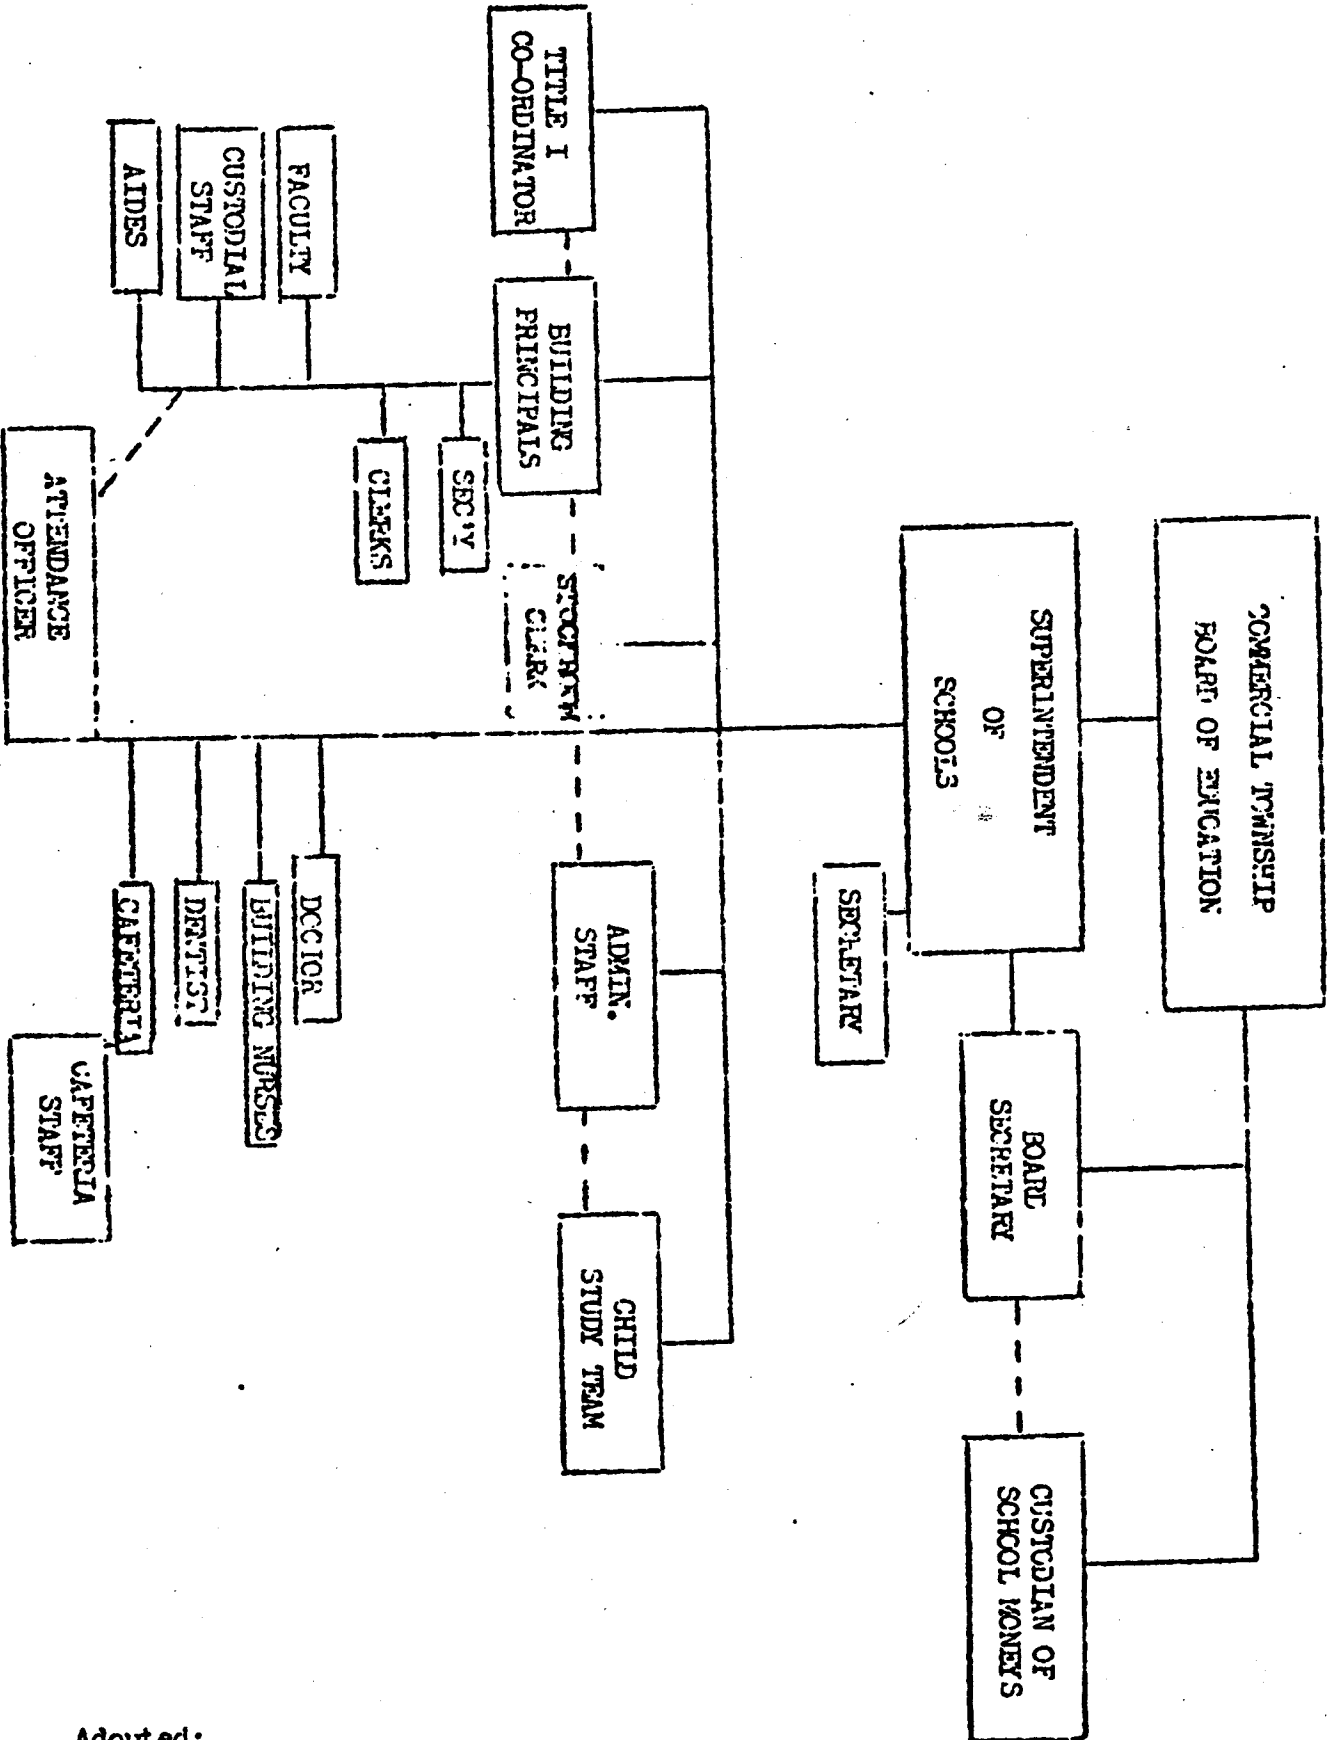 COMMERCIAL TOWNSHIP
BOARD OF EDUCATION
SUPERINTENDENT
OF
SCHOOLS
BOARD
SECRETARY
CUSTODIAN OF
SCHOOL MONEYS
SECRETARY
TITLE I
CO-ORDINATOR
BUILDING
PRINCIPALS
STOCKROOM
CLERK
ADMIN.
STAFF
CHILD
STUDY TEAM
SEC'Y
CLERKS
FACULTY
CUSTODIAL
STAFF
AIDES
DOCTOR
BUILDING NURSES
DENTIST
CAFETERIA
CAFETERIA
STAFF
ATTENDANCE
OFFICER
Adopted: